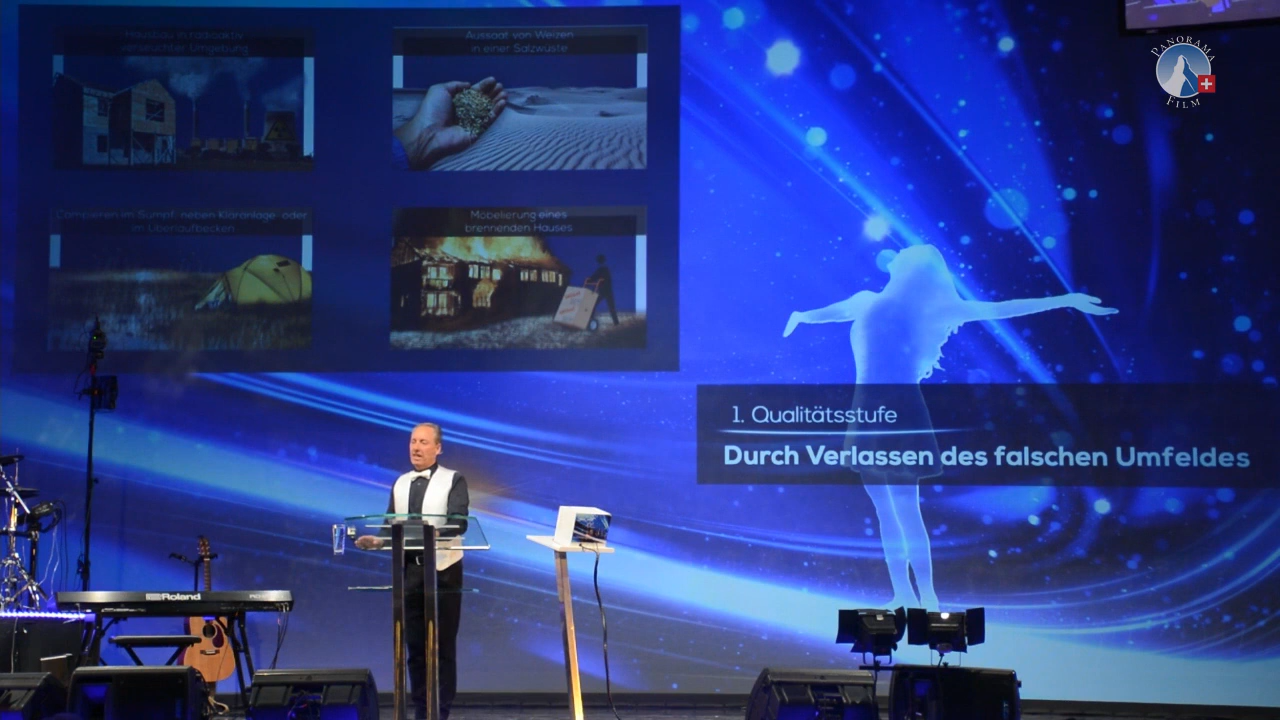 Hausbau in radioaktiv
verseuchter Umgebung
Aussaat von Weizen
in einer Salzwüste
Campieren im Sumpf, neben Kläranlage, oder
im Überlaufbecken
Möbelierung eines
brennenden Hauses
PANORAMA
FILM
1. Qualitätsstufe
Durch Verlassen des falschen Umfeldes
Roland